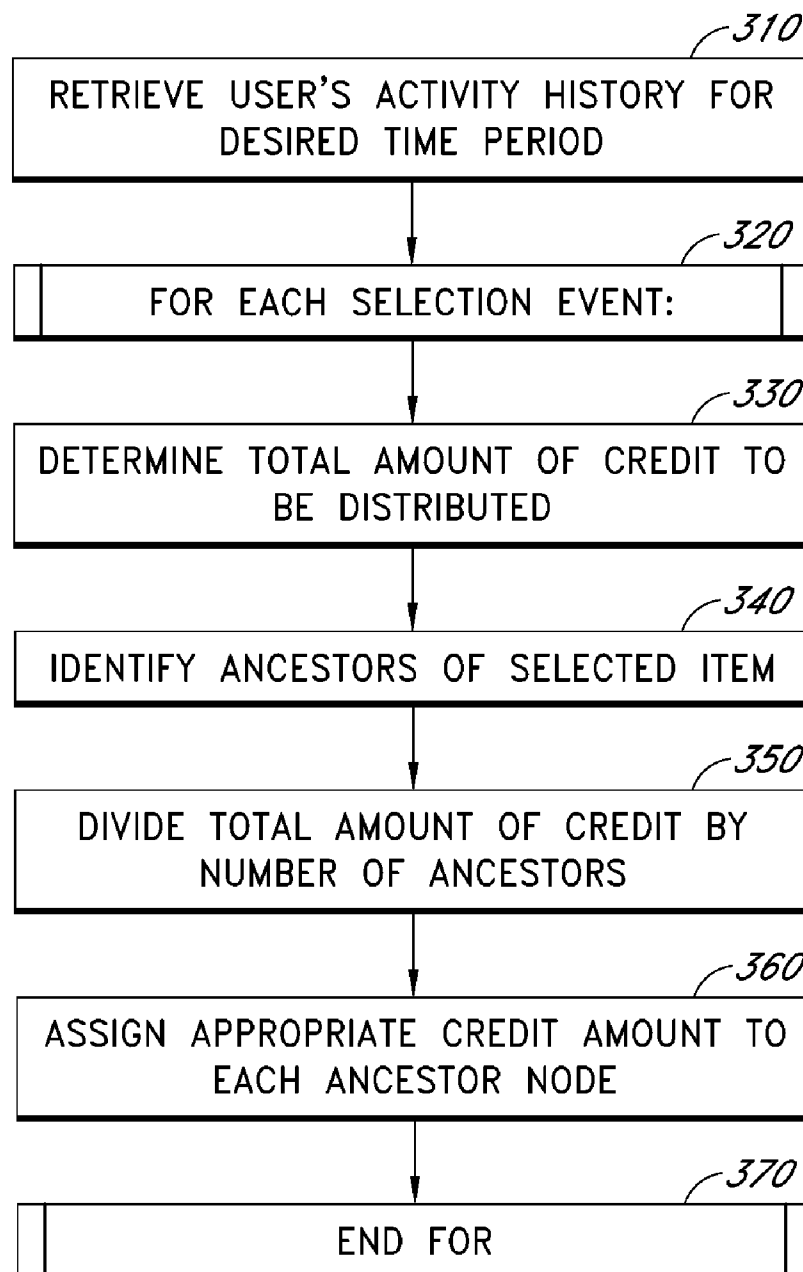 310
RETRIEVE USER'S ACTIVITY HISTORY FOR
DESIRED TIME PERIOD
320
FOR EACH SELECTION EVENT:
330
DETERMINE TOTAL AMOUNT OF CREDIT TO
BE DISTRIBUTED
340
IDENTIFY ANCESTORS OF SELECTED ITEM
350
DIVIDE TOTAL AMOUNT OF CREDIT BY
NUMBER OF ANCESTORS
360
ASSIGN APPROPRIATE CREDIT AMOUNT TO
EACH ANCESTOR NODE
370
END FOR